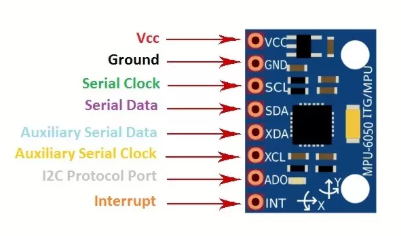 Vcc
VCC
Ground
GND
Serial Clock
SCL
Serial Data
SDA
Auxiliary Serial Data
XDA
Auxiliary Serial Clock
XCL
I2C Protocol Port
ADO
Interrupt
INT
MPU-6050 ITG/MPU
Y
X